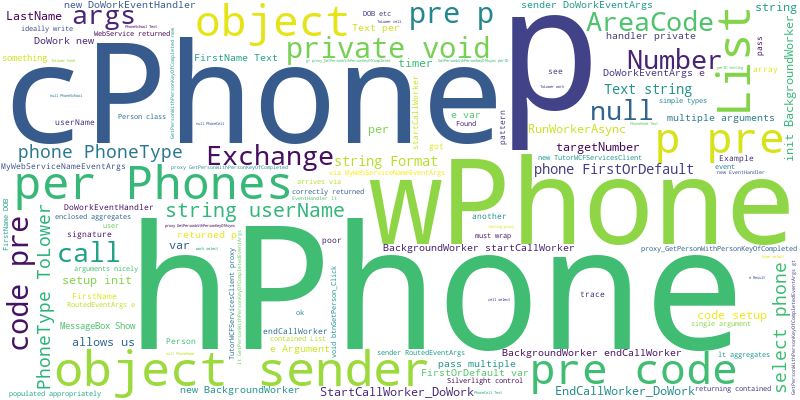 new DoWorkEventHandler
LastName
args
ideally write
DoWork new
something
WebService returned
DOB etc
object
pre p
Text per
private void
FirstName Text
timer
sender DoWorkEventArgs
AreaCode
handler private
Number
DoWorkEventArgs e
List
string
pass
array
init BackgroundWorker
cPhone
p
see
Person class
userName
per
startCallWorker
e var
Found
got
pattern
Text string
simple types
null
multiple arguments
RunWorkerAsync
p pre
phone PhoneType
MyWebServiceNameEventArgs
Exchange
string Format
targetNumber
Example
event
new EventHandler
new TutorWCFServicesClient
phone FirstOrDefault
via MyWebServiceNameEventArgs
arrives via
correctly returned
per Phones
wPhone
DoWorkEventHandler
enclosed aggregates
user
signature
string userName
another
must wrap
proxy_GetPersonWithPersonKeyOfCompleted
code pre
PhoneType ToLower
call
returned p
var
poor
BackgroundWorker startCallWorker
arguments nicely
setup init
hPhone
trace
FirstName
RoutedEventArgs e
ok
TutorWCFServicesClient proxy
void btnGetPerson_Click
MessageBox Show
allows us
Person
endCallWorker
contained List
e Argument
code setup
single argument
select phone
e Result
sender RoutedEventArgs
BackgroundWorker endCallWorker
lt aggregates
object sender
pass multiple
FirstOrDefault var
Silverlight control
pre code
populated appropriately
new BackgroundWorker
StartCallWorker_DoWork
EndCallWorker_DoWork
returning contained